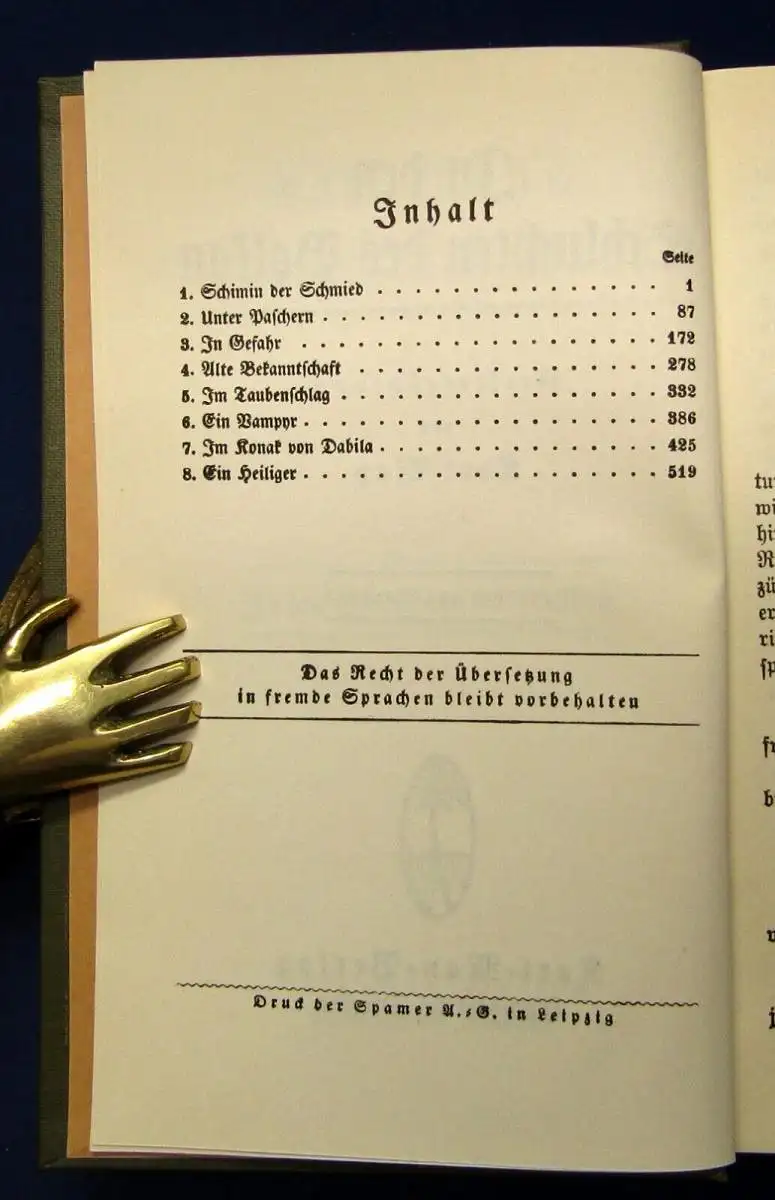 Inhalt
Seite
1. Schimin der Schmied . . . . . . . . . . . . . . . 1
2. Unter Paſchern . . . . . . . . . . . . . . . . . . 87
3. In Gefahr . . . . . . . . . . . . . . . . . . . 172
4. Alte Bekanntſchaft . . . . . . . . . . . . . . . . 278
5. Im Taubenſchlag . . . . . . . . . . . . . . . . . 332
6. Ein Vampyr . . . . . . . . . . . . . . . . . . . 386
7. Im Konak von Dabila . . . . . . . . . . . . . . . 425
8. Ein Heiliger . . . . . . . . . . . . . . . . . . . 519
Das Recht der Überſetzung
in fremde Sprachen bleibt vorbehalten
Druck der Spamer A.-G. in Leipzig